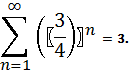 ∑_{n=1}^{∞} (⟦3/4⟧)^n = 3.